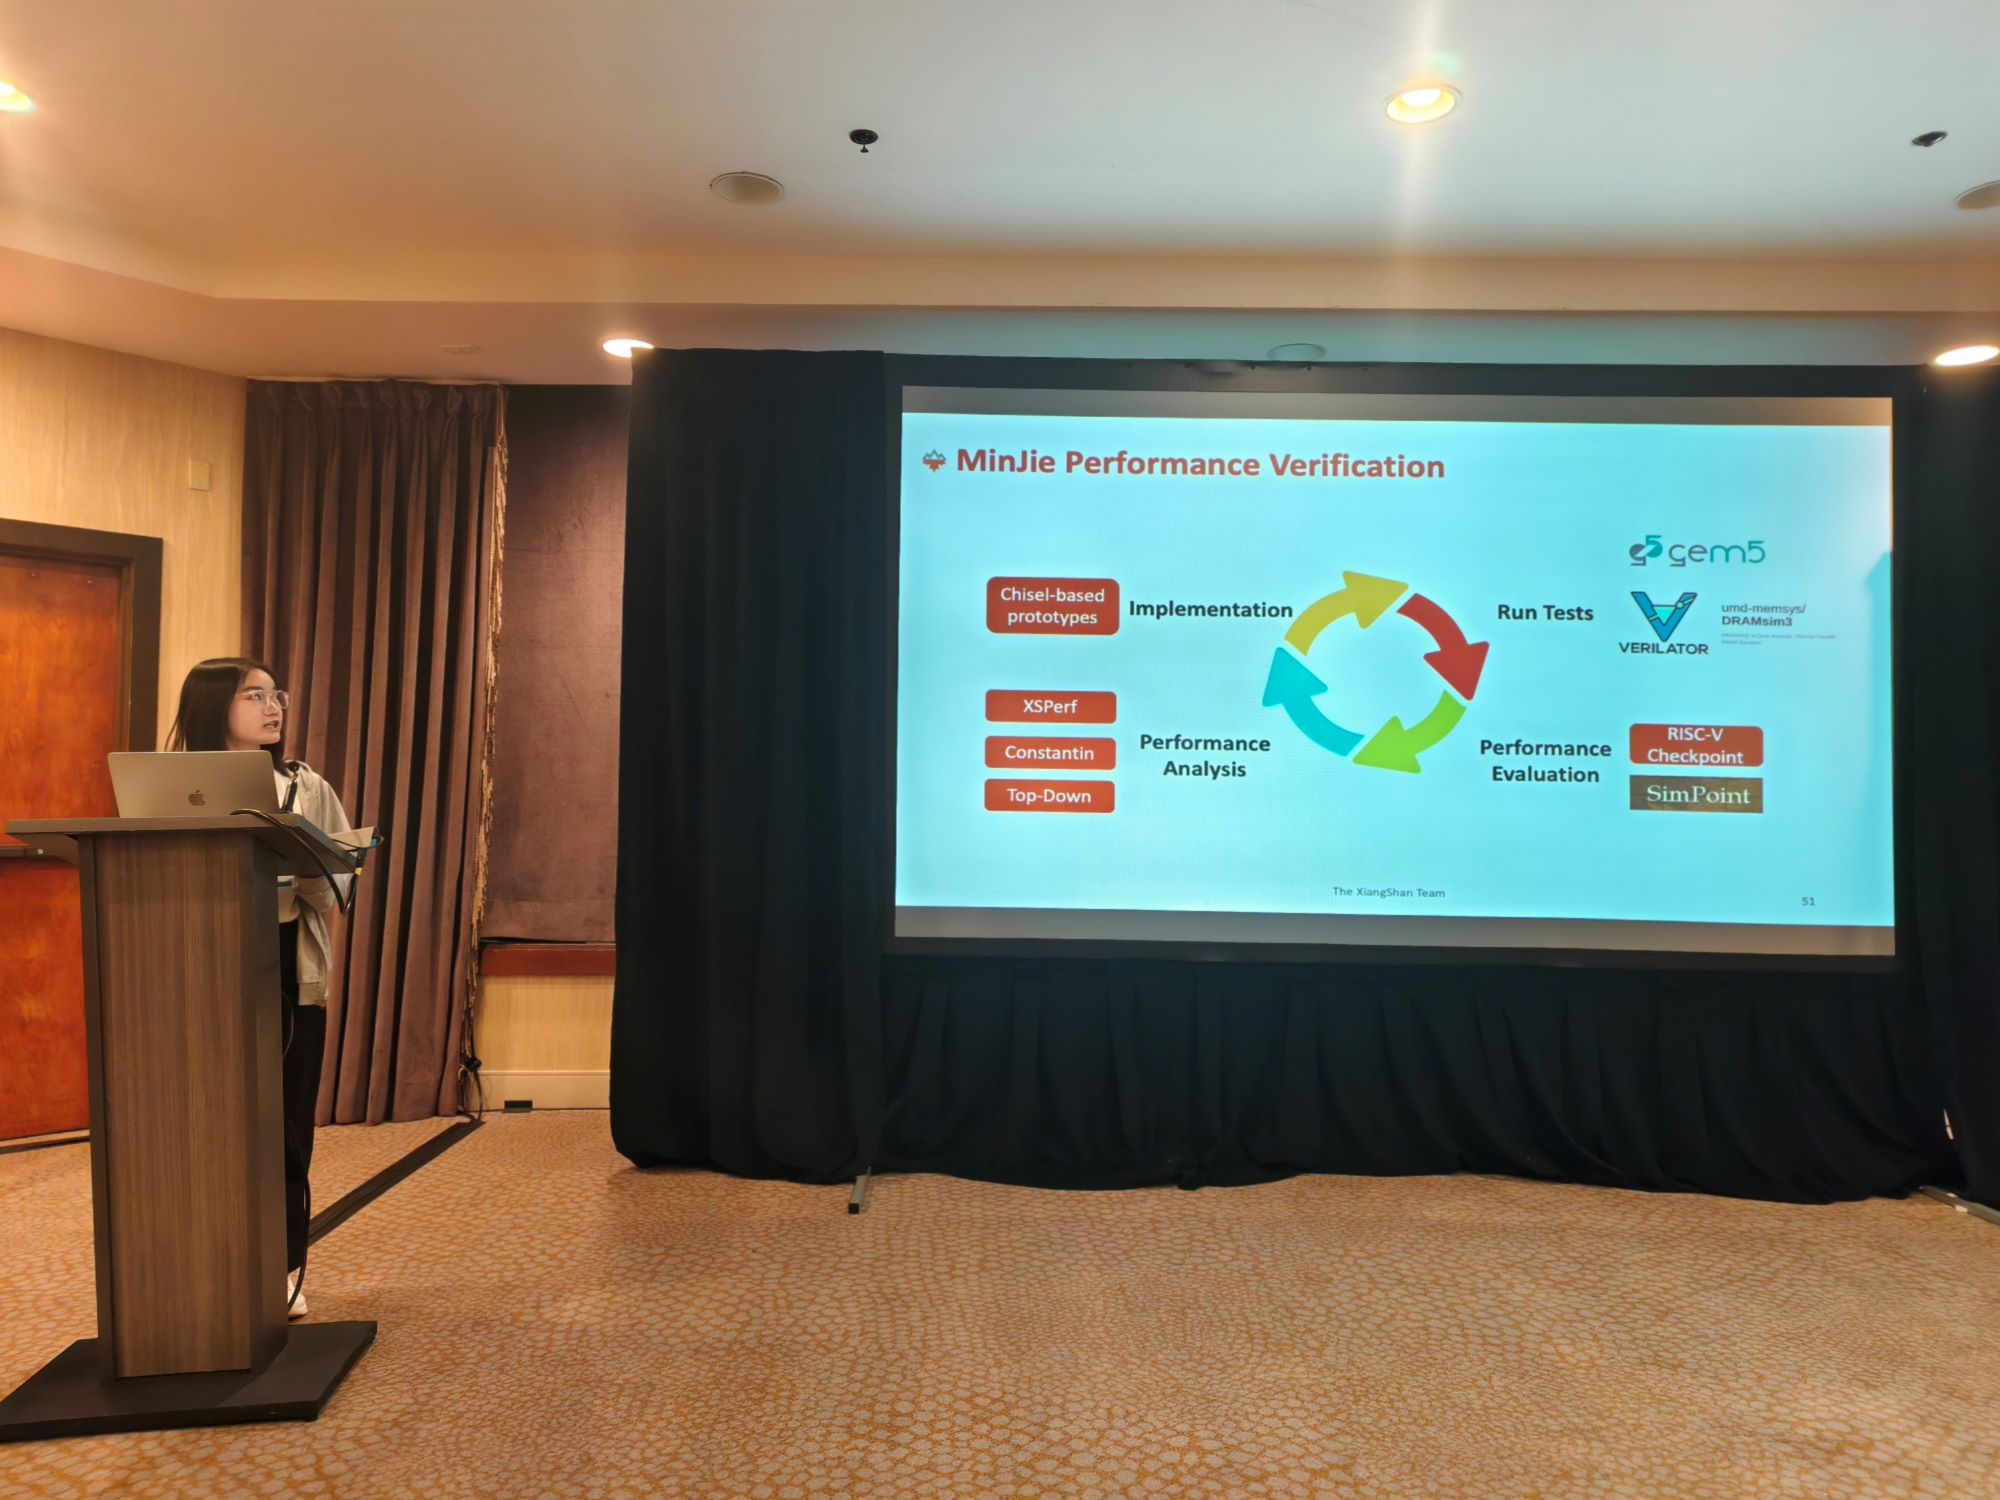 MinJie Performance Verification
Chisel-based
prototypes
Implementation
Run Tests
gem5
VERILATOR
umd-memsys/
DRAMsim3
XSPerf
Constantin
Top-Down
Performance
Analysis
Performance
Evaluation
RISC-V
Checkpoint
SimPoint
The XiangShan Team
51